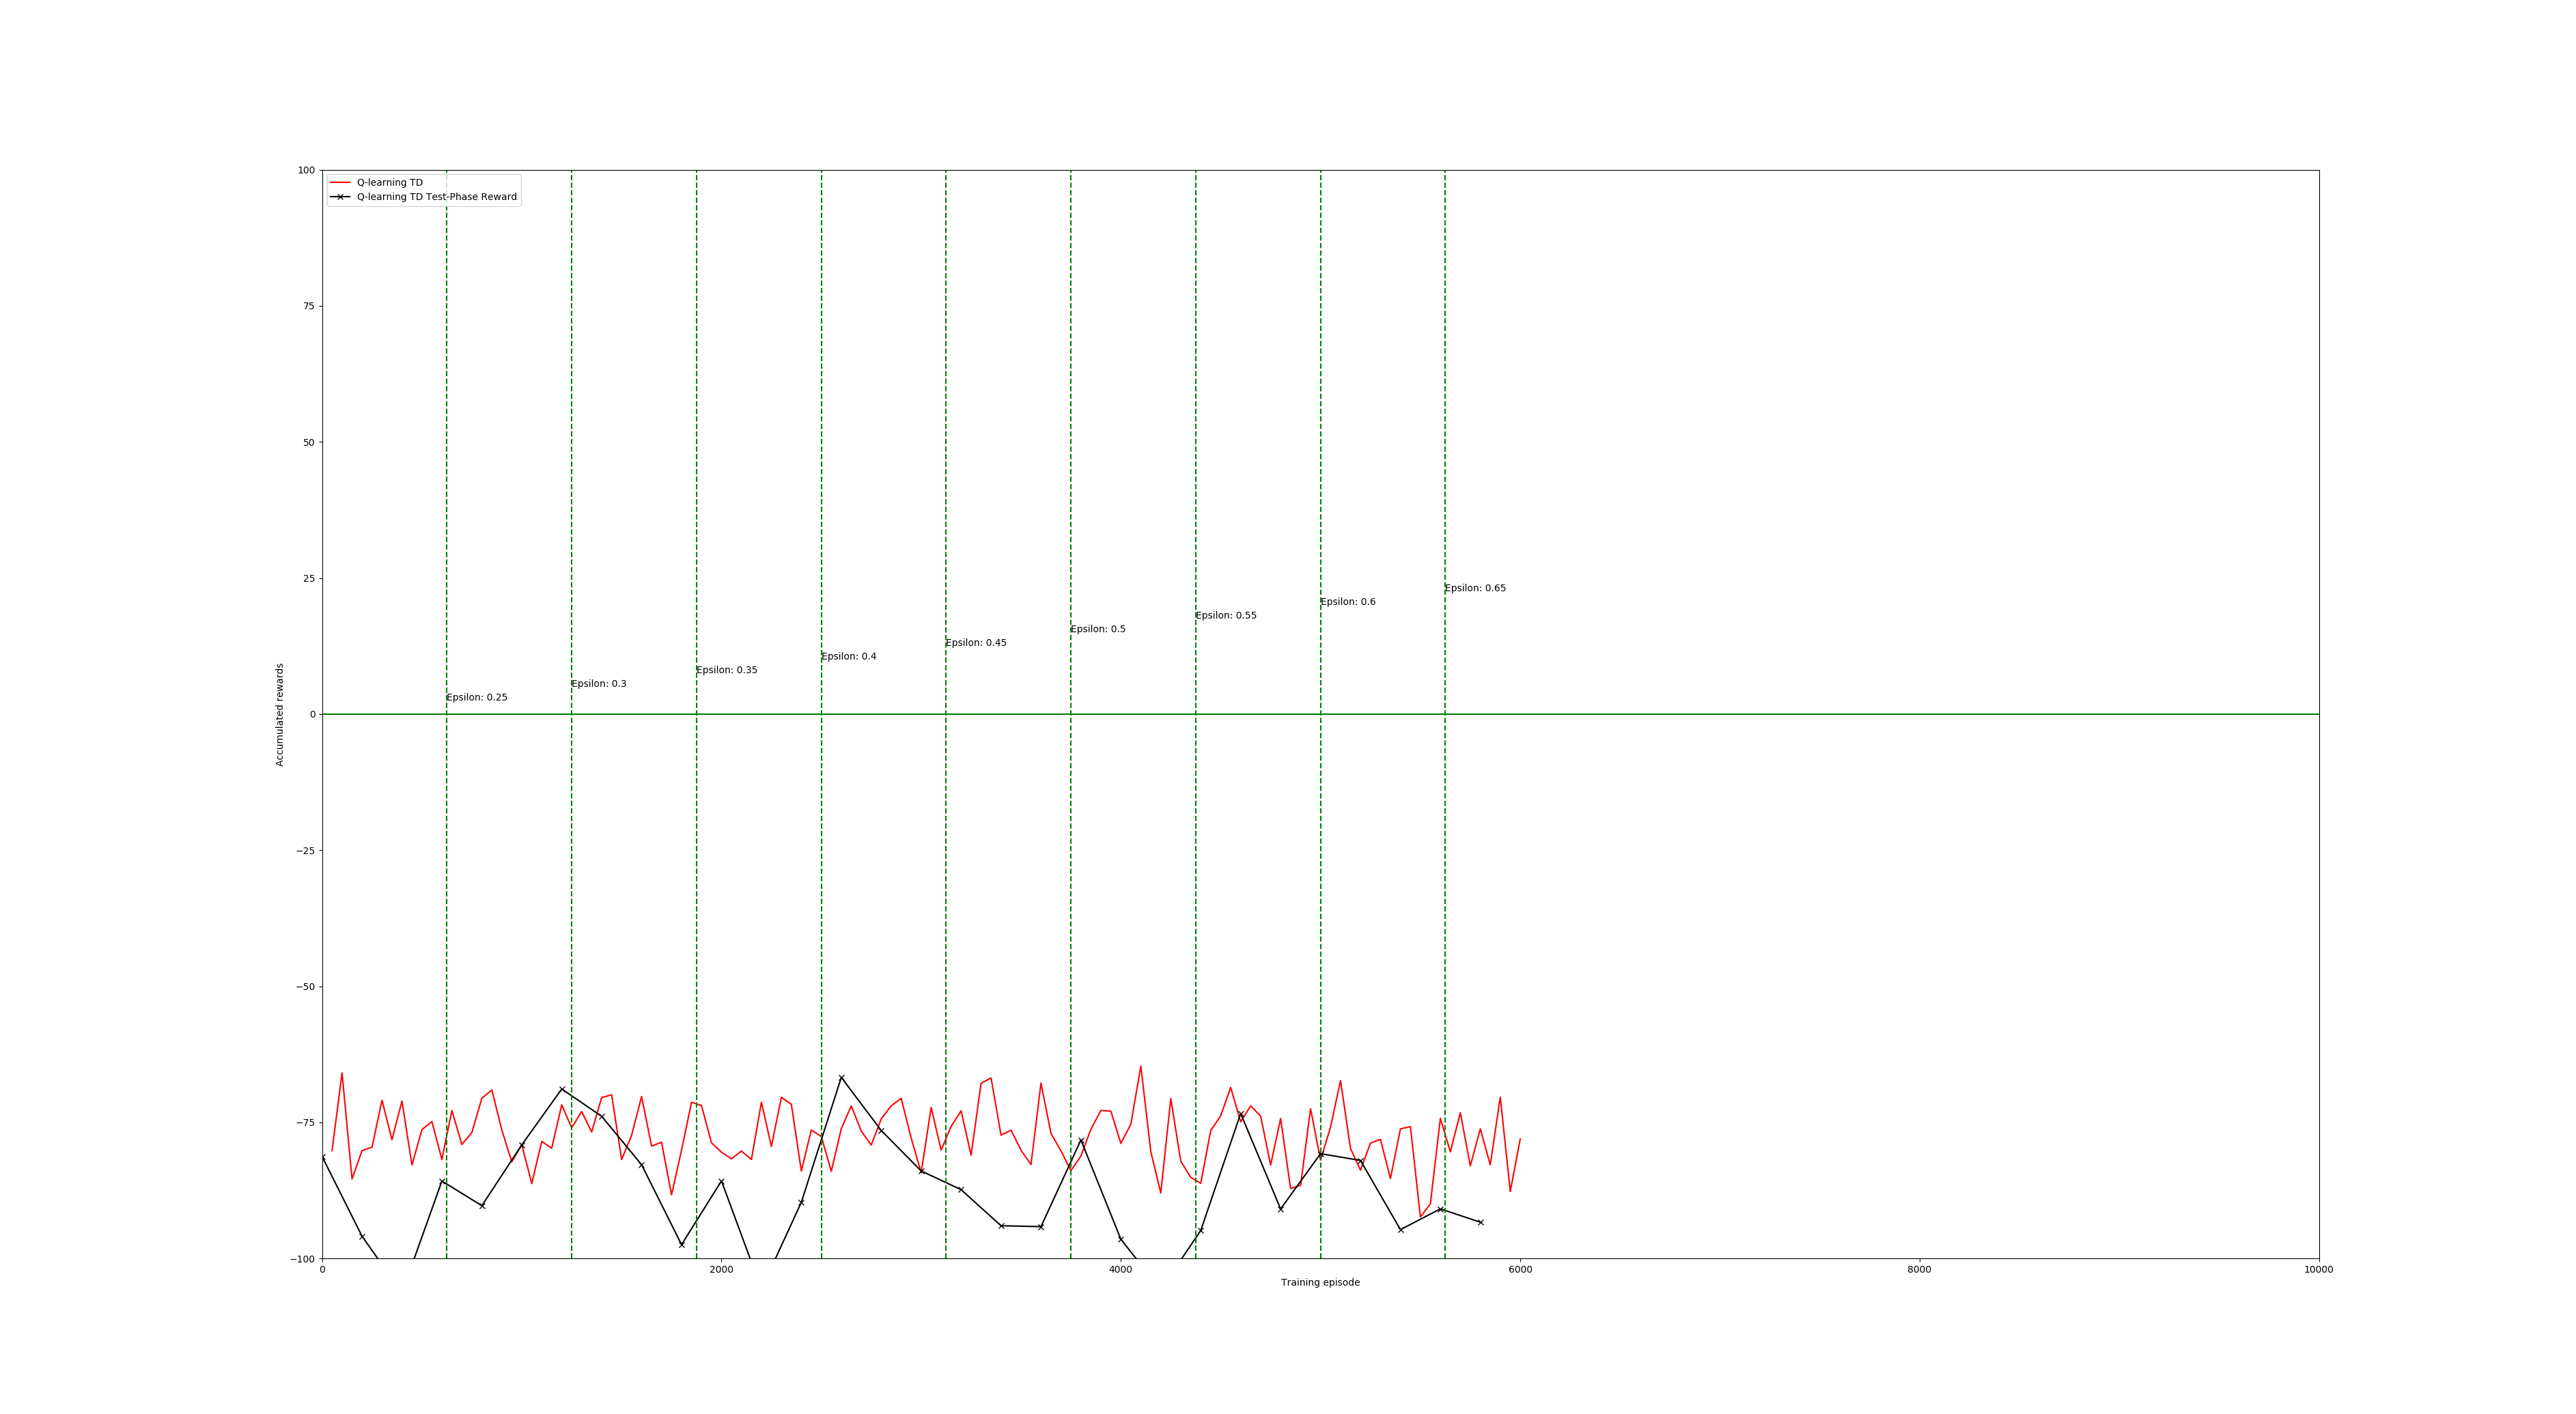 100
Q-learning TD
Q-learning TD Test-Phase Reward
75
50
25
Epsilon: 0.65
Epsilon: 0.6
Epsilon: 0.55
Epsilon: 0.5
Epsilon: 0.45
Epsilon: 0.4
Epsilon: 0.35
Epsilon: 0.3
Epsilon: 0.25
0
Accumulated rewards
−25
−50
−75
−100
0 2000 4000 6000 8000 10000
Training episode